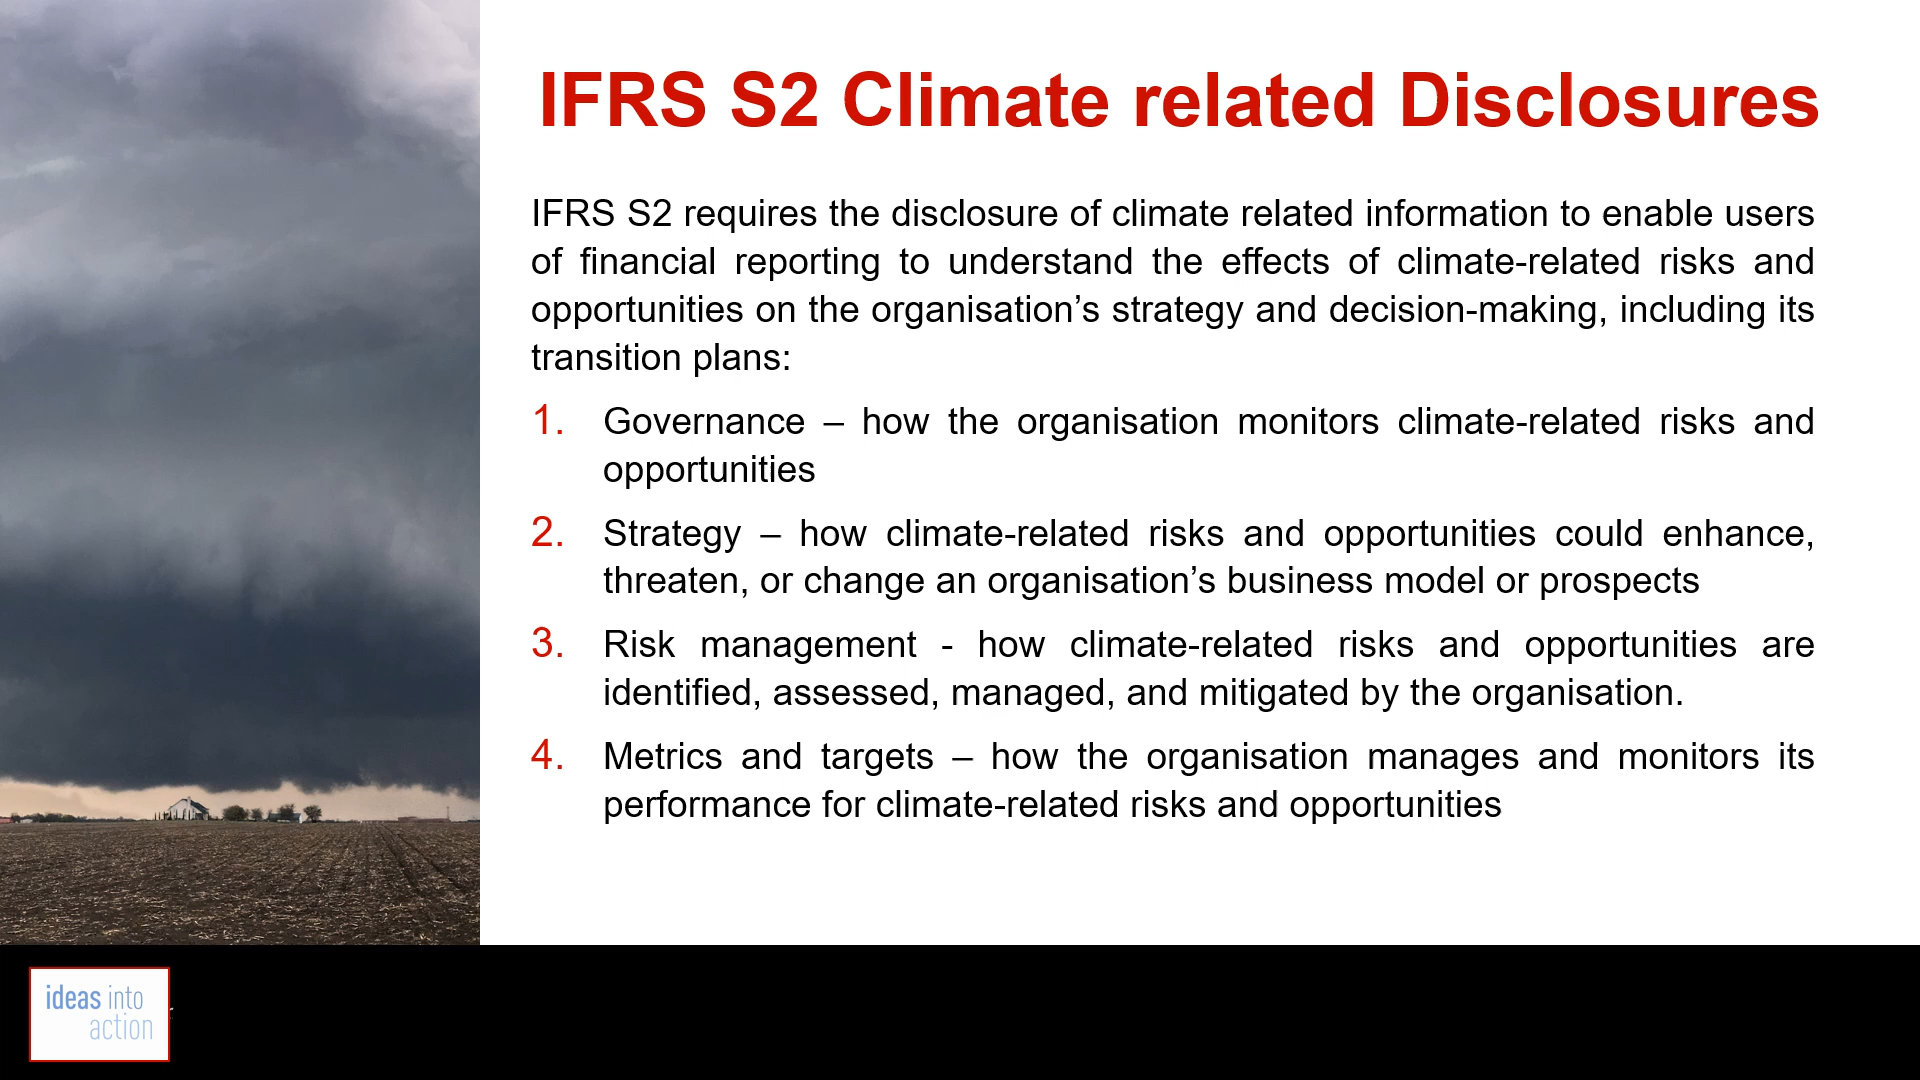 IFRS S2 Climate related Disclosures
IFRS S2 requires the disclosure of climate related information to enable users
of financial reporting to understand the effects of climate-related risks and
opportunities on the organisation’s strategy and decision-making, including its
transition plans:
1. Governance – how the organisation monitors climate-related risks and
opportunities
2. Strategy – how climate-related risks and opportunities could enhance,
threaten, or change an organisation’s business model or prospects
3. Risk management - how climate-related risks and opportunities are
identified, assessed, managed, and mitigated by the organisation.
4. Metrics and targets – how the organisation manages and monitors its
performance for climate-related risks and opportunities
ideas into
action